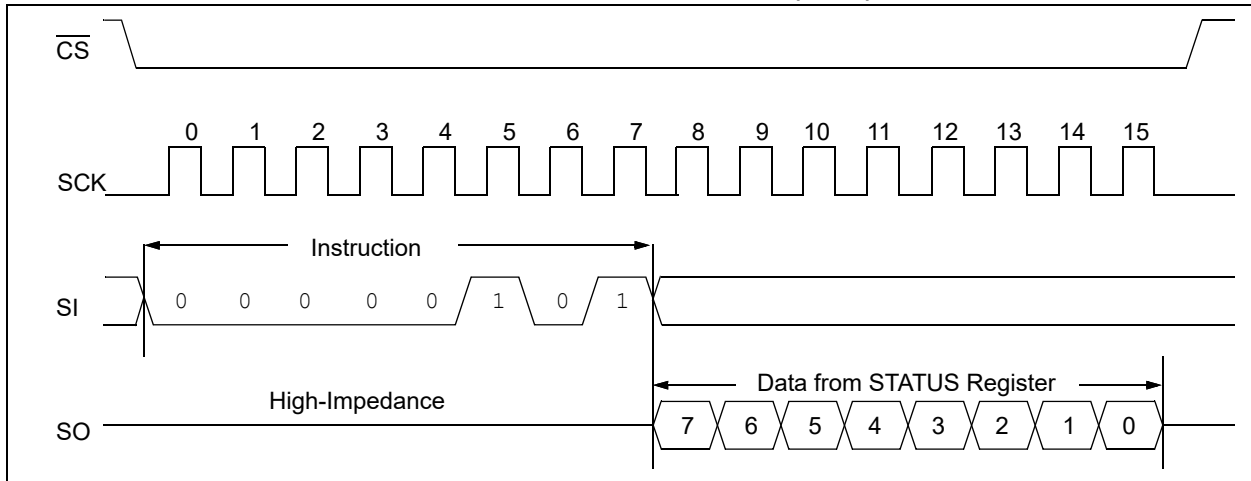 CS
0 1 2 3 4 5 6 7 8 9 10 11 12 13 14 15
SCK
Instruction
SI 0 0 0 0 0 1 0 1
Data from STATUS Register
High-Impedance
SO 7 6 5 4 3 2 1 0